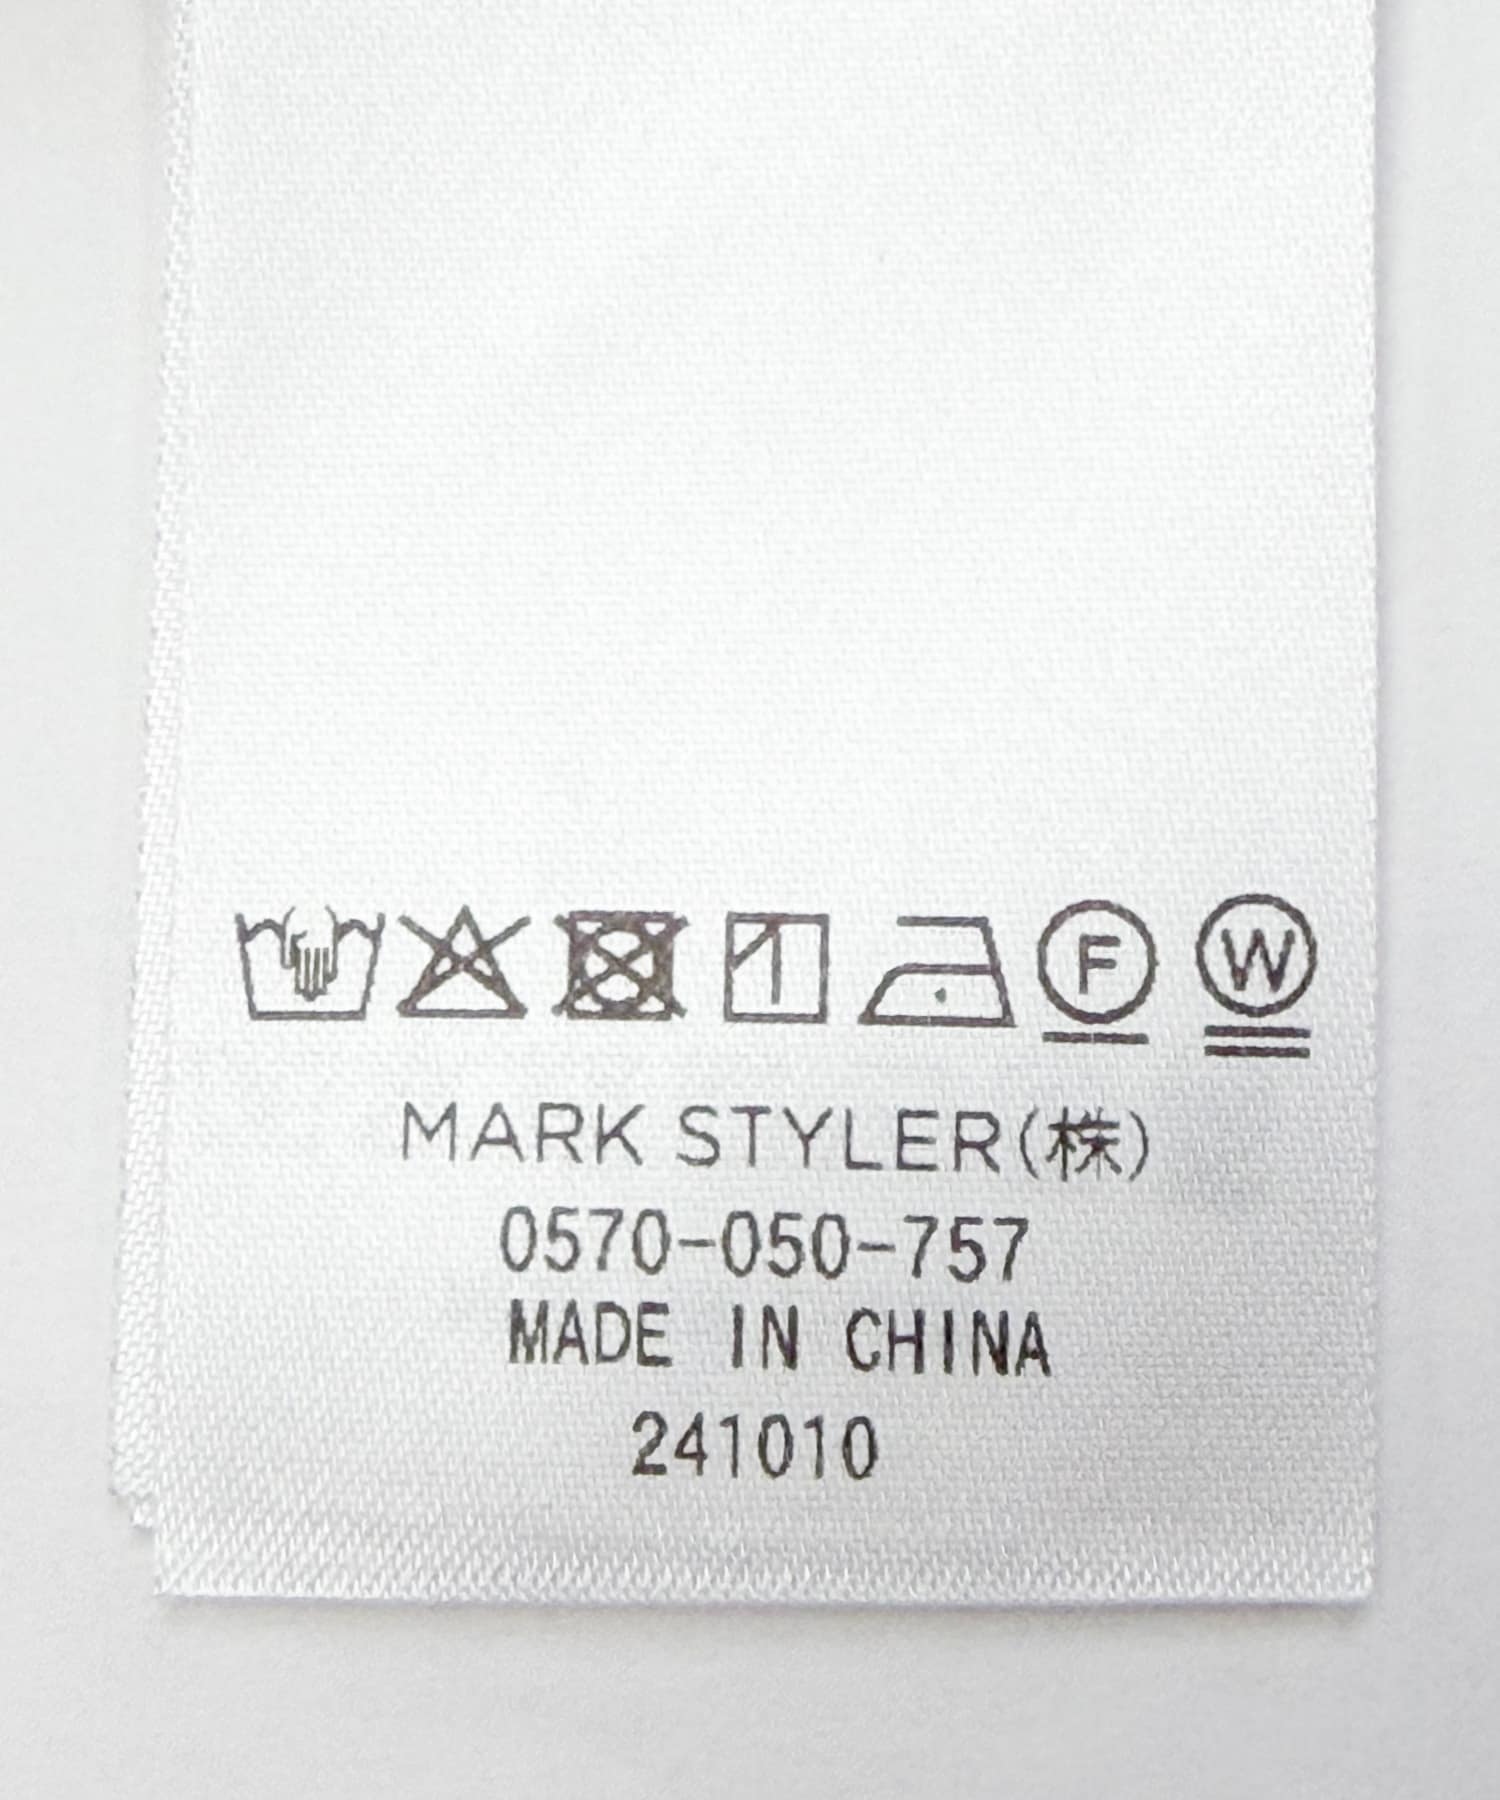 F W
MARK STYLER(株)
0570-050-757
MADE IN CHINA
241010